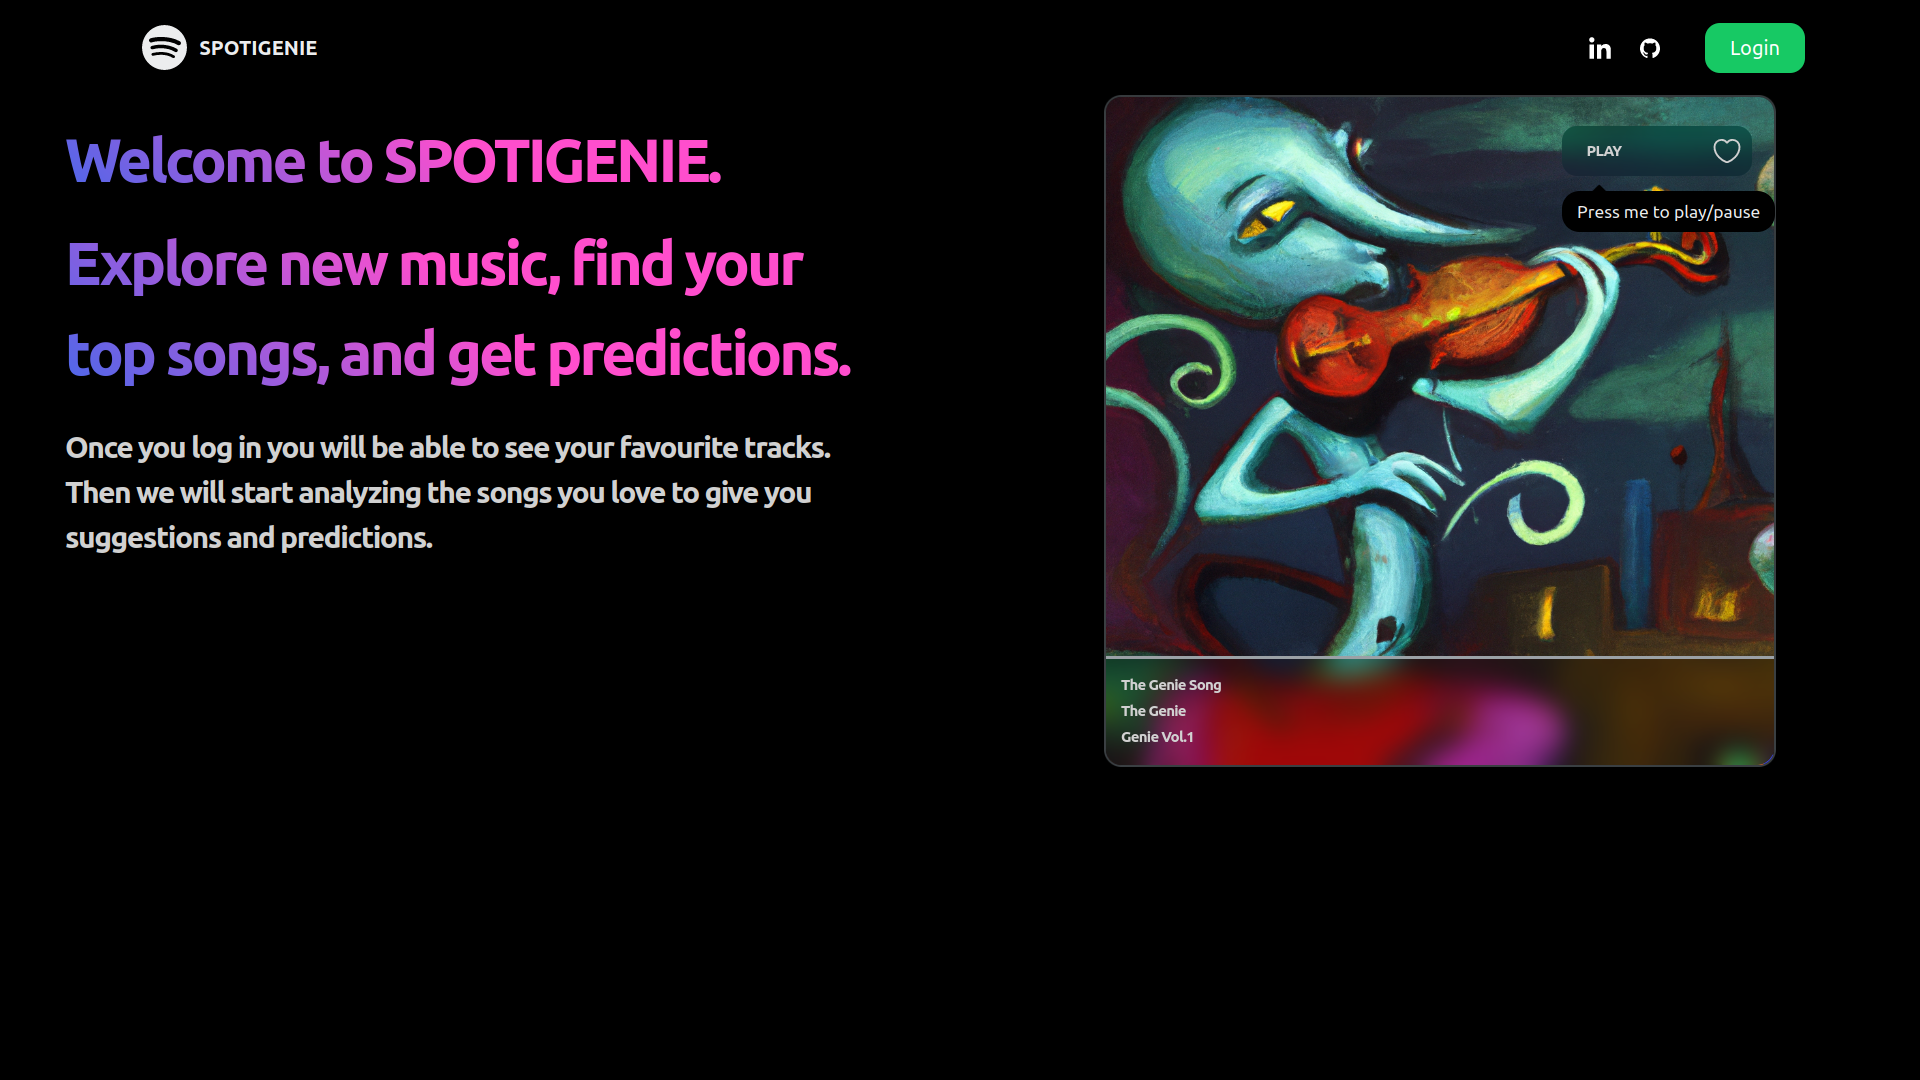 SPOTIGENIE
Login
Welcome to SPOTIGENIE.
Explore new music, find your
top songs, and get predictions.
Once you log in you will be able to see your favourite tracks.
Then we will start analyzing the songs you love to give you
suggestions and predictions.
PLAY
Press me to play/pause
The Genie Song
The Genie
Genie Vol.1